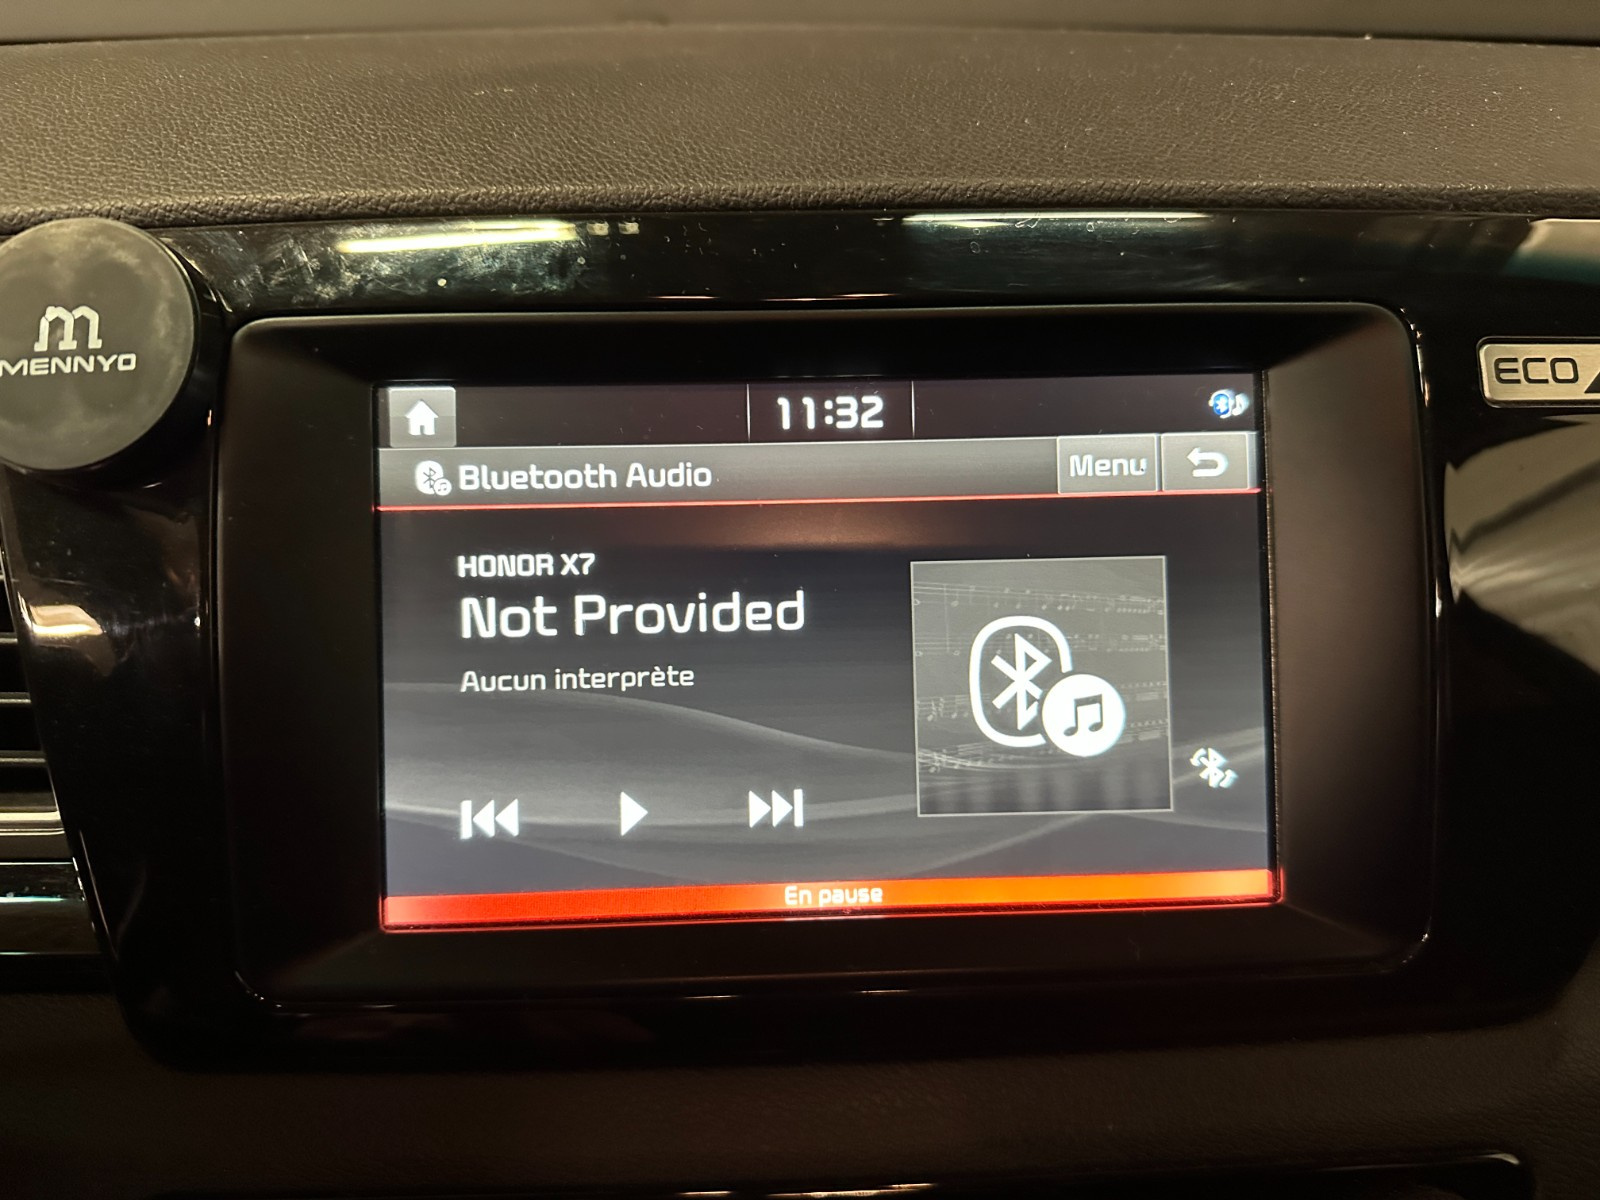 m
MENNYO
ECO
11:32
Bluetooth Audio
Menu
HONOR X7
Not Provided
Aucun interprète
En pause